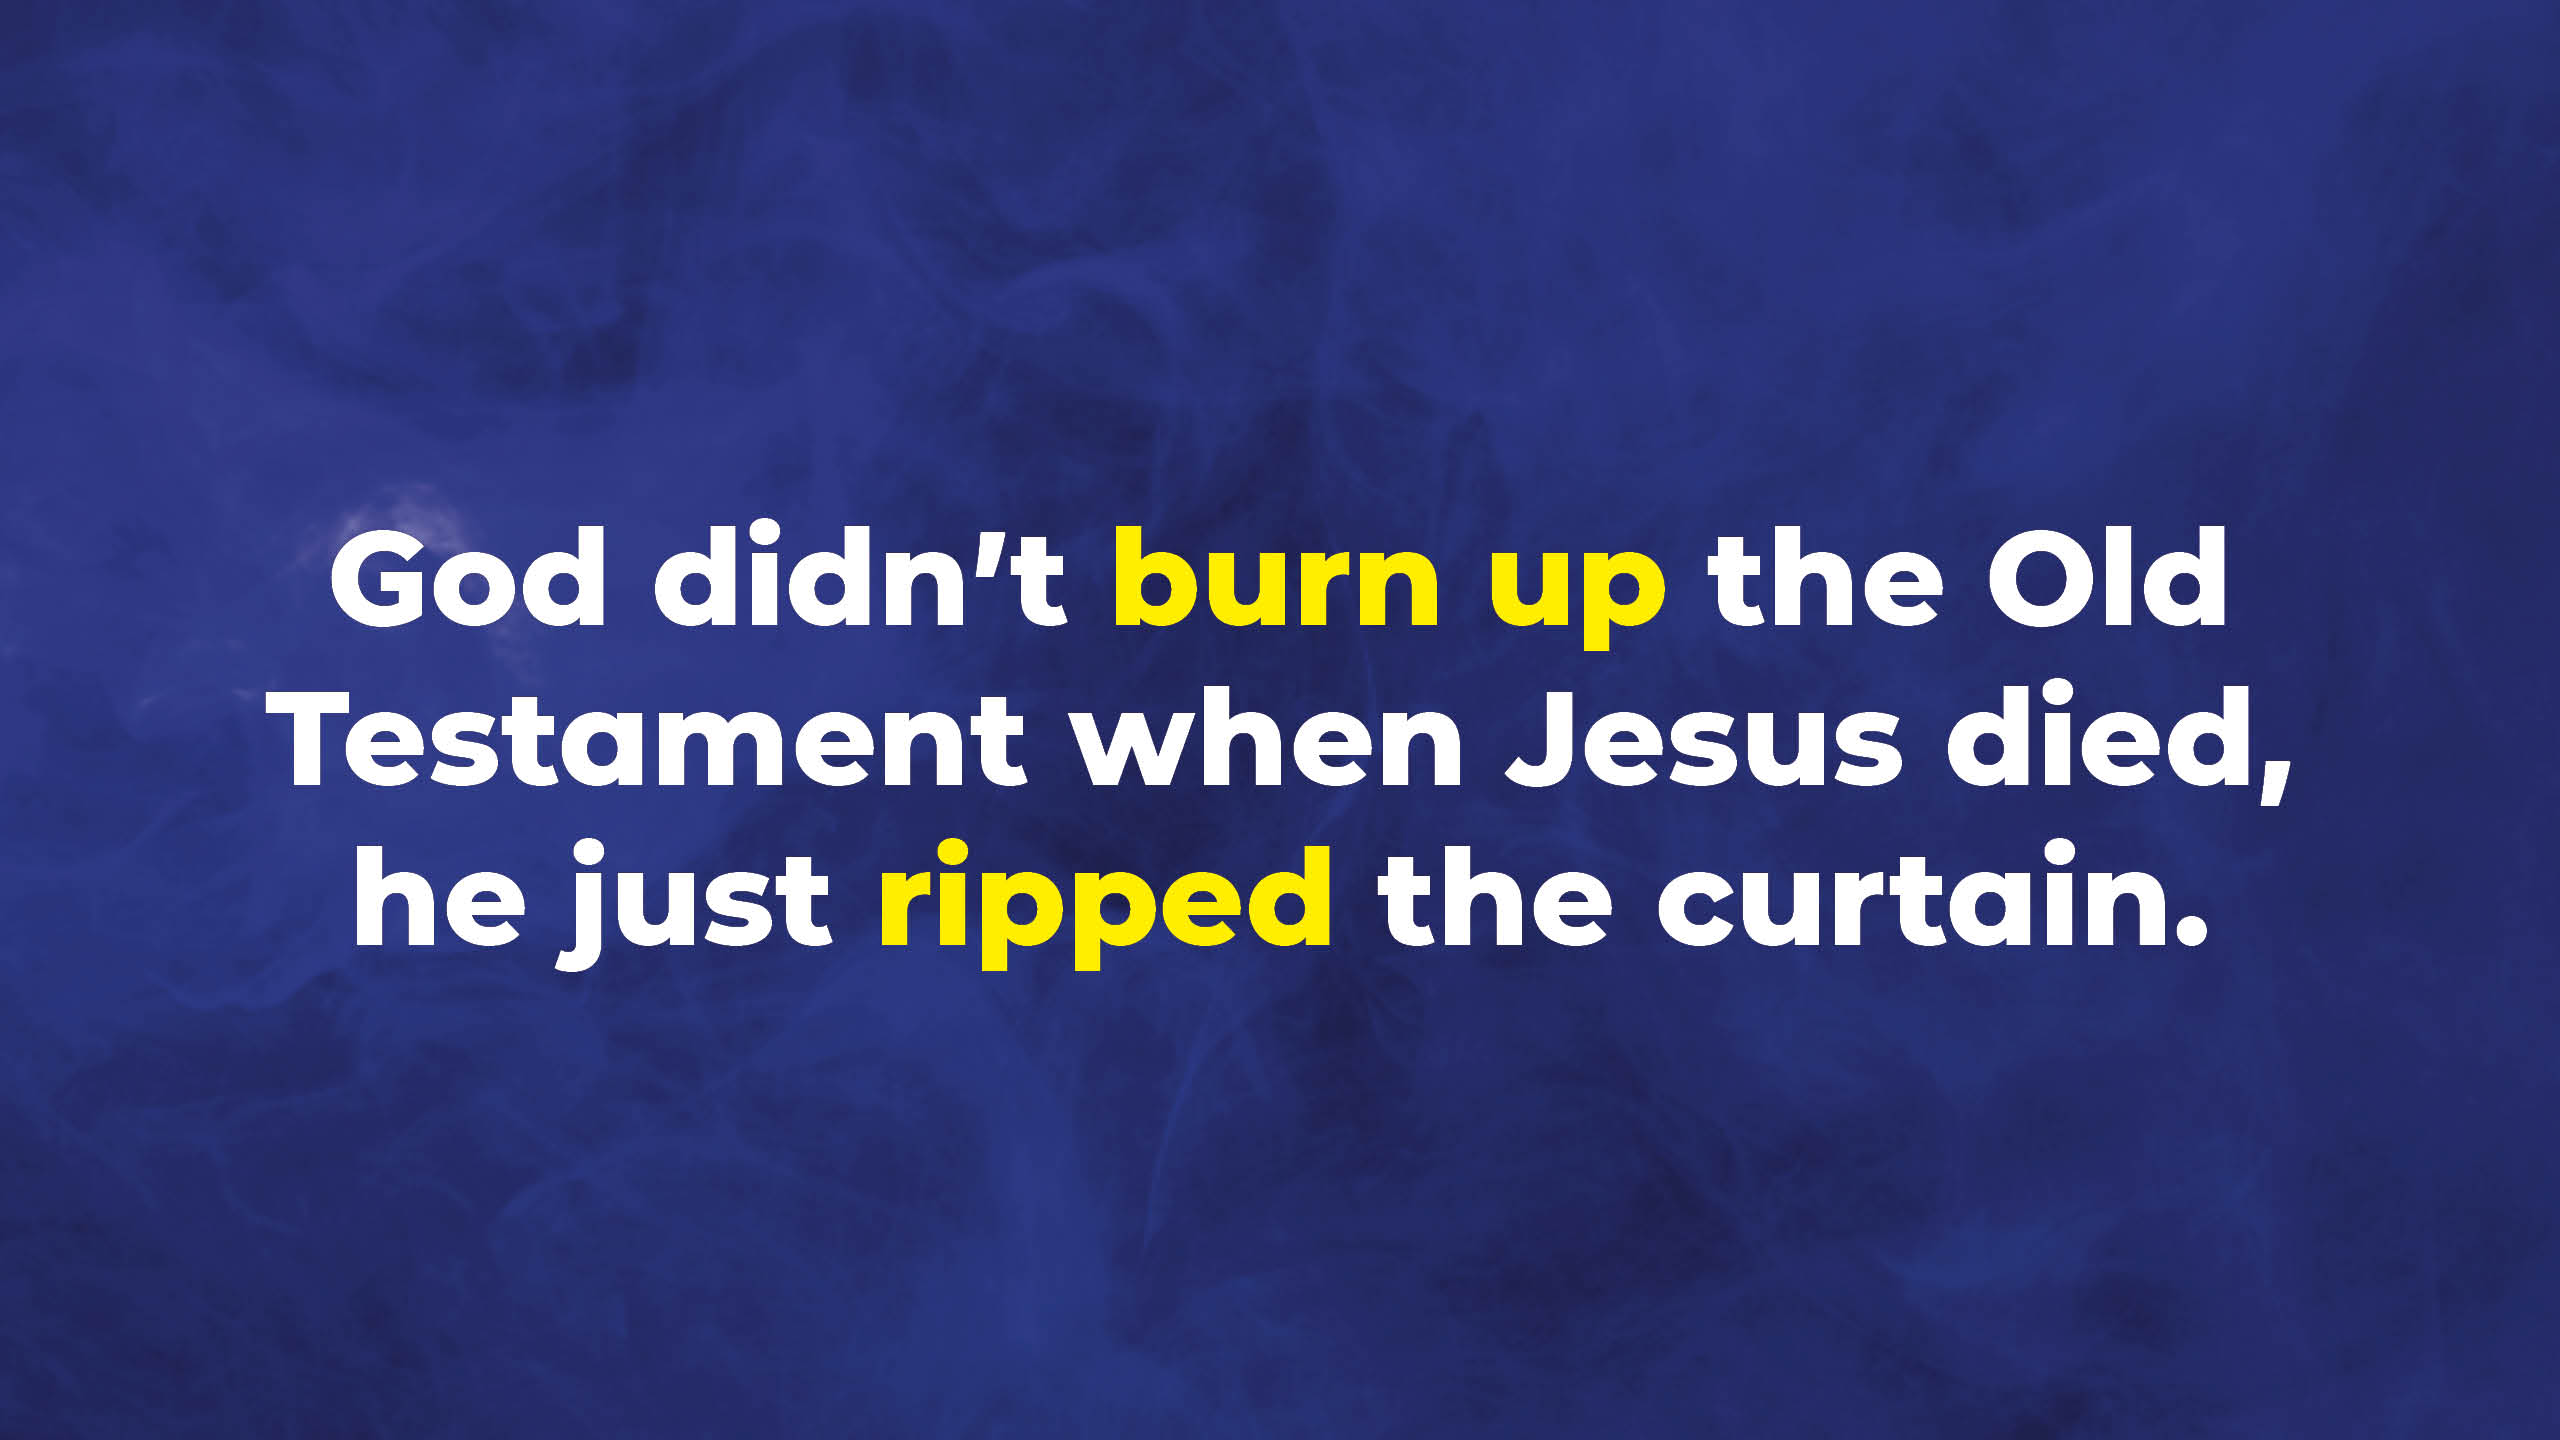 God didn’t burn up the Old
Testament when Jesus died,
he just ripped the curtain.